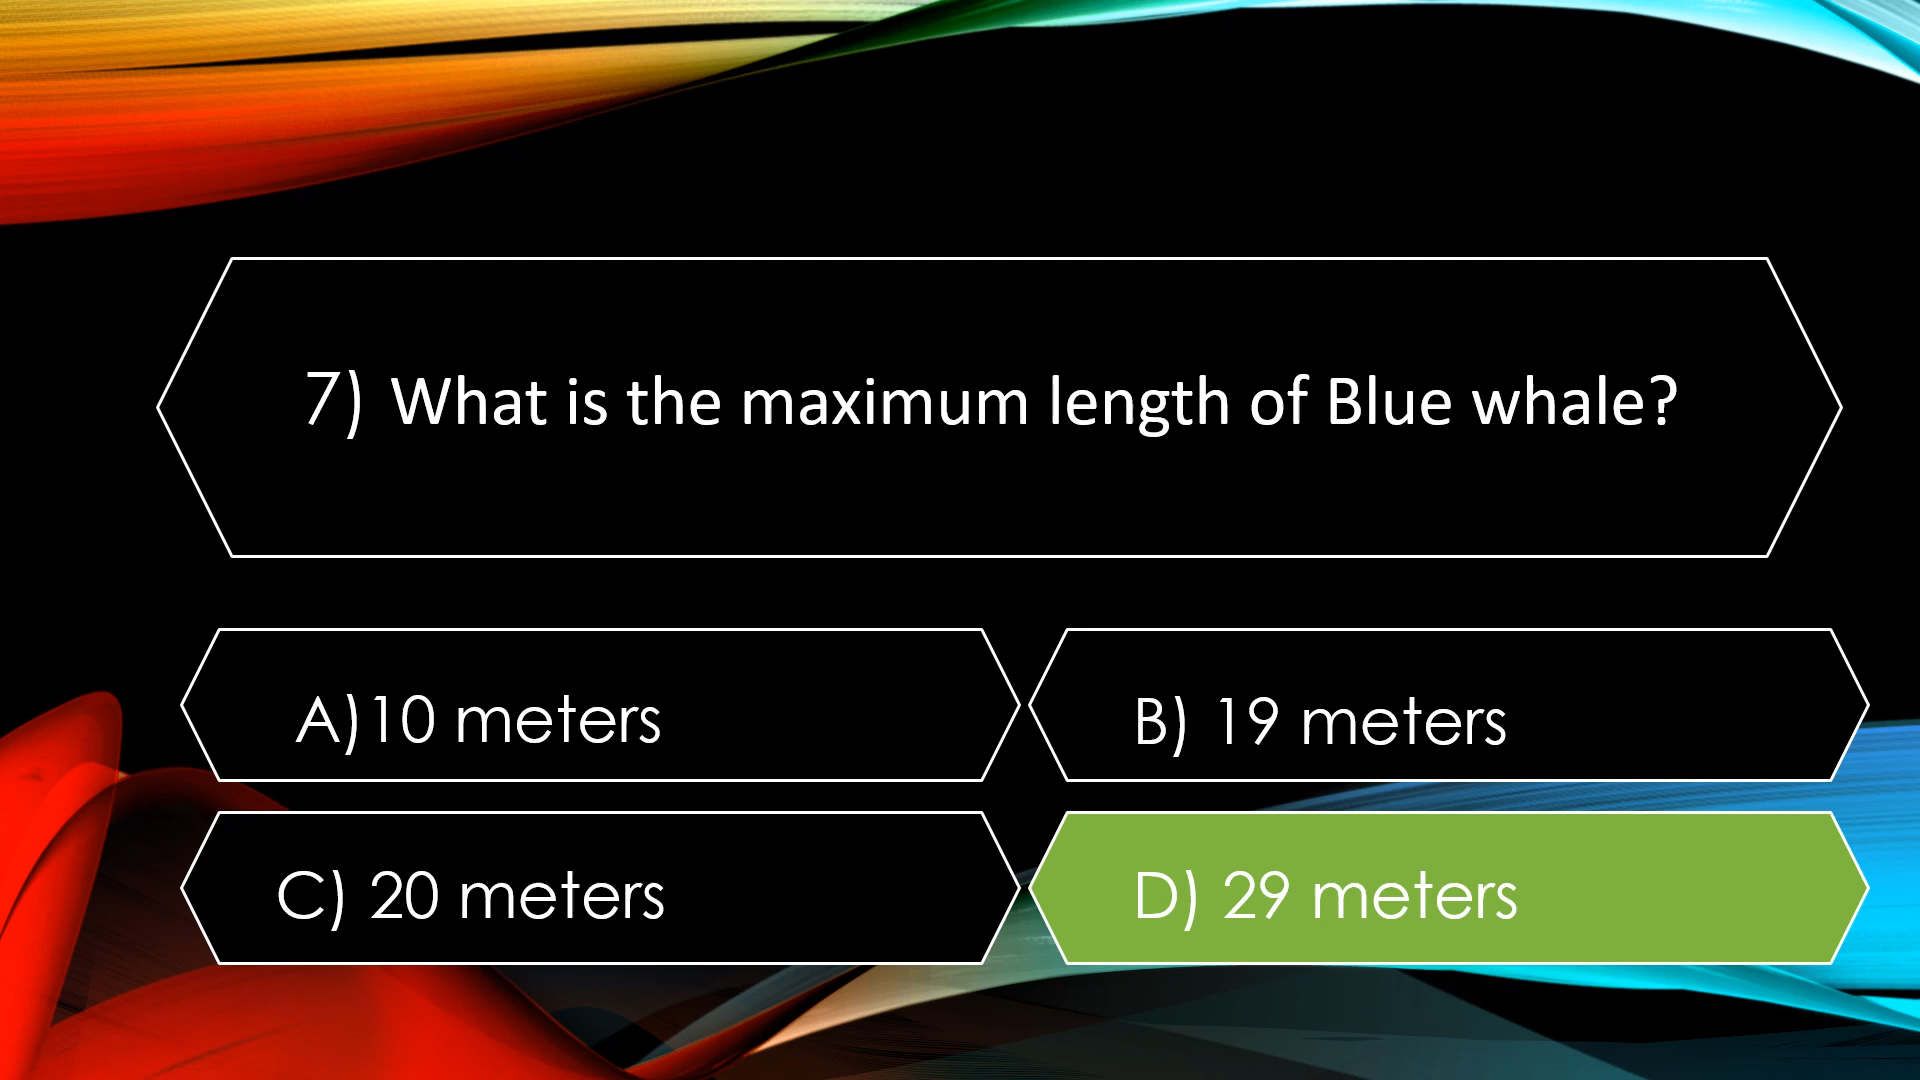 7) What is the maximum length of Blue whale?
A)10 meters
B) 19 meters
C) 20 meters
D) 29 meters